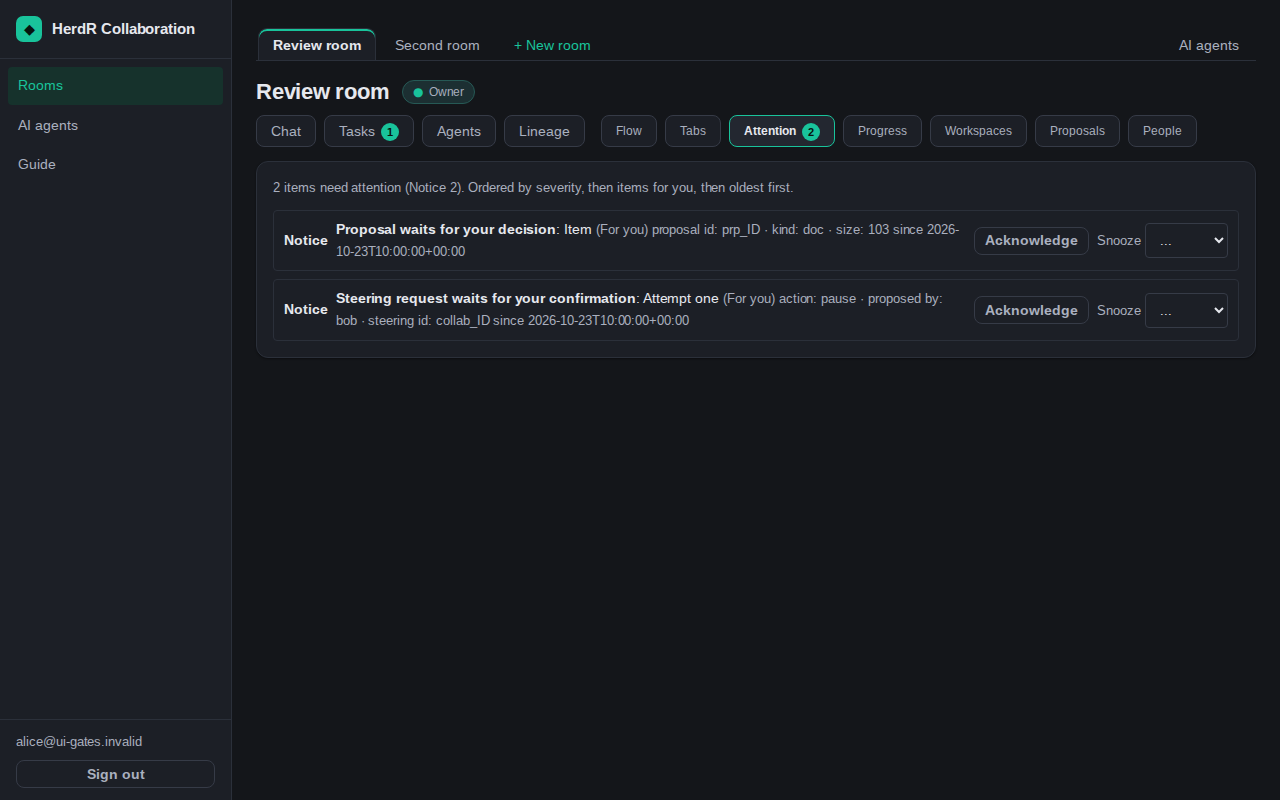 HerdR Collaboration
Rooms
AI agents
Guide
alice@ui-gates.invalid
Sign out
Review room
Second room
+ New room
AI agents
Review room
Owner
Chat
Tasks 1
Agents
Lineage
Flow
Tabs
Attention 2
Progress
Workspaces
Proposals
People
2 items need attention (Notice 2). Ordered by severity, then items for you, then oldest first.
Notice
Proposal waits for your decision: Item (For you) proposal id: prp_ID · kind: doc · size: 103 since 2026-
10-23T10:00:00+00:00
Acknowledge
Snooze
...
Notice
Steering request waits for your confirmation: Attempt one (For you) action: pause · proposed by:
bob · steering id: collab_ID since 2026-10-23T10:00:00+00:00
Acknowledge
Snooze
...